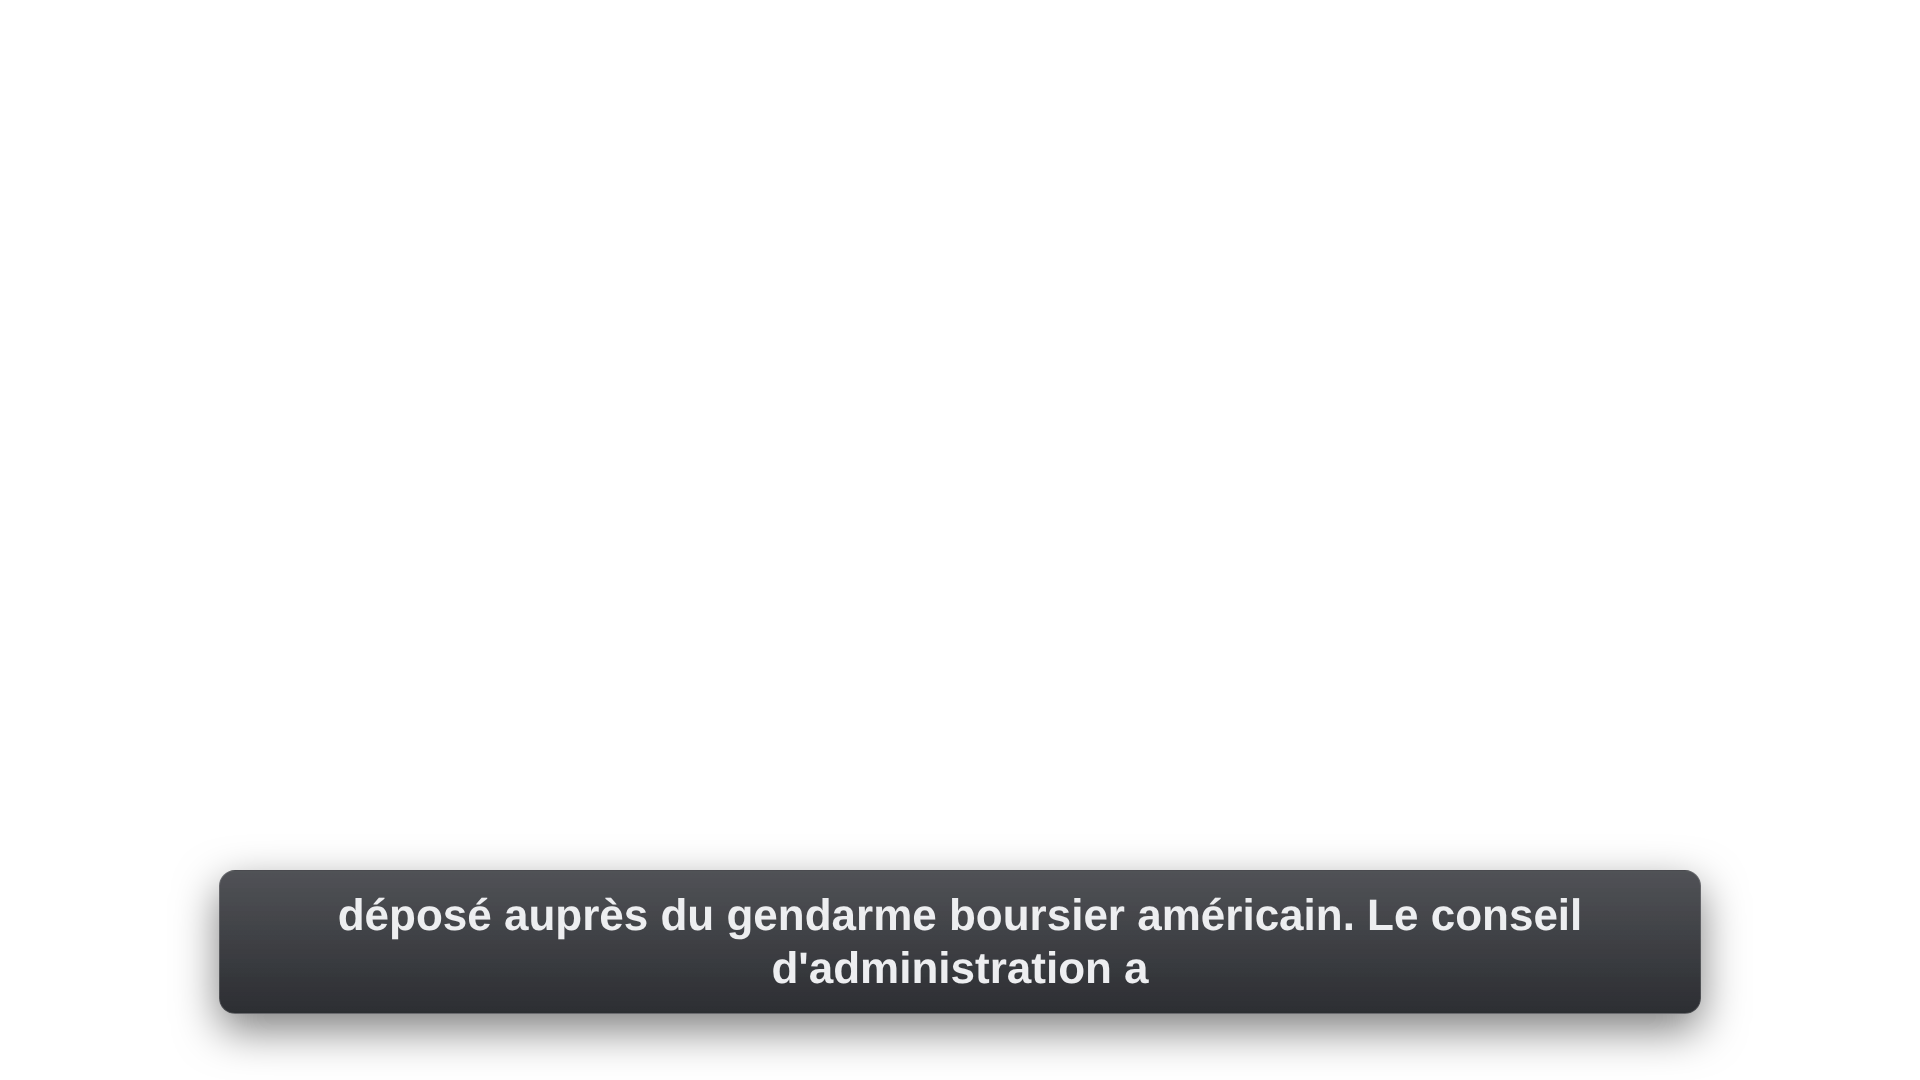 déposé auprès du gendarme boursier américain. Le conseil
d'administration a